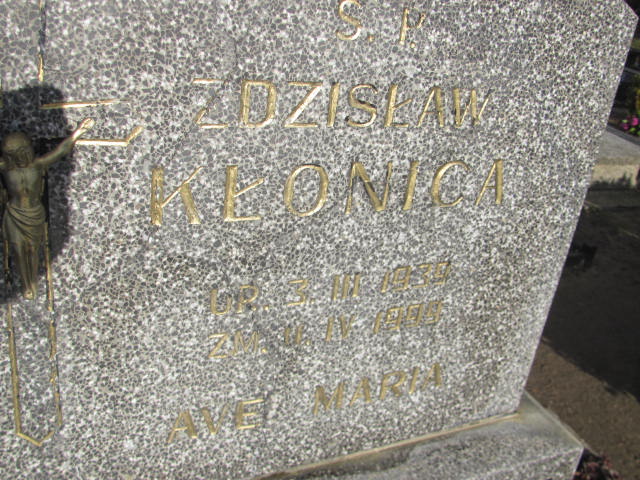 Ś. P.
ZDZISŁAW
KŁONICA
UR. 3. III 1939
ZM. 11. IV 1999
AVE MARIA